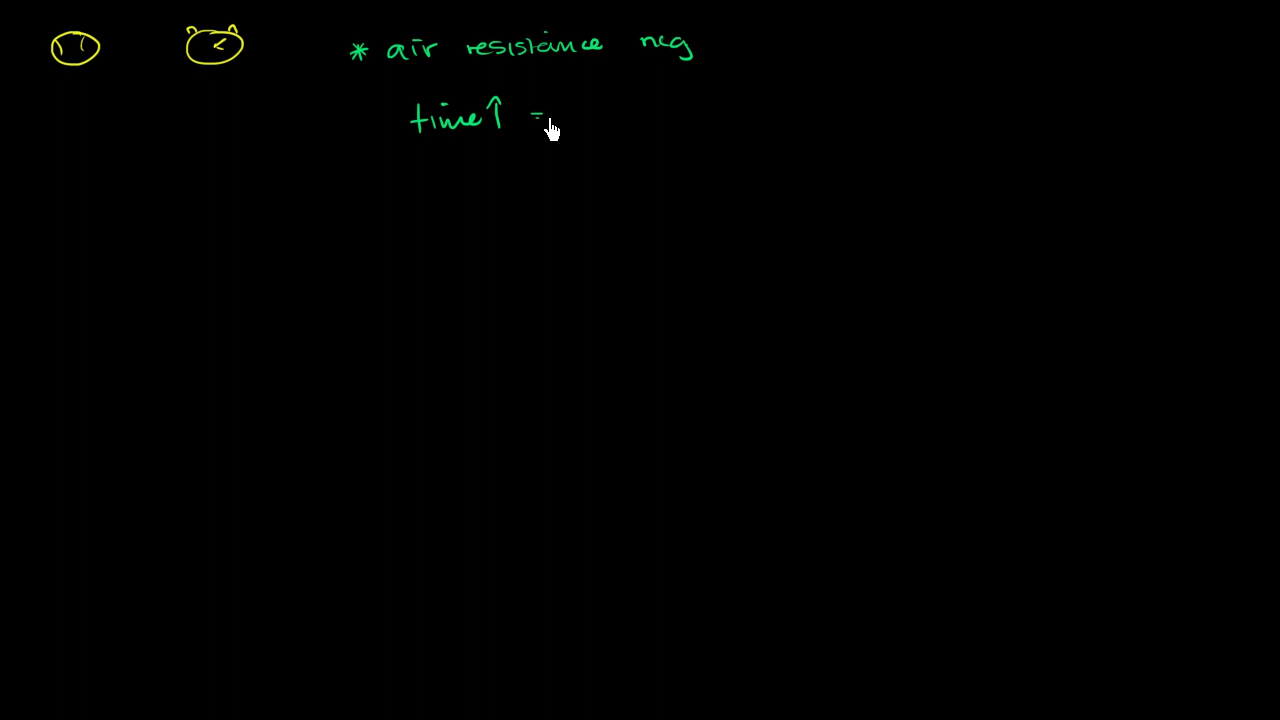 * air resistance neg
time↑ =